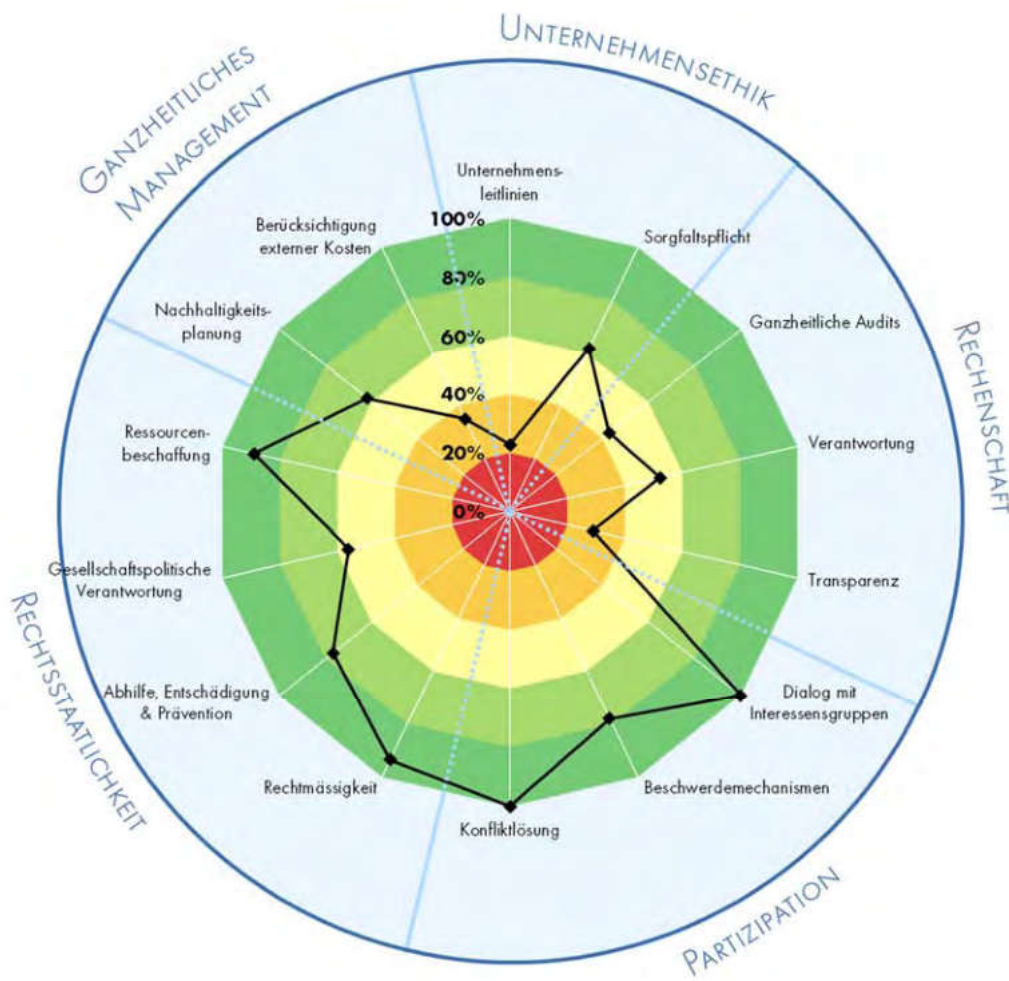 GANZHEITLICHES
MANAGEMENT
UNTERNEHMENSETHIK
RECHENSCHAFT
PARTIZIPATION
RECHTSSTAATLICHKEIT
Unternehmens-
leitlinien
Sorgfaltspflicht
Ganzheitliche Audits
Verantwortung
Transparenz
Dialog mit
Interessensgruppen
Beschwerdemechanismen
Konfliktlösung
Rechtmässigkeit
Abhilfe, Entschädigung
& Prävention
Gesellschaftspolitische
Verantwortung
Ressourcen-
beschaffung
Nachhaltigkeits-
planung
Berücksichtigung
externer Kosten
100%
80%
60%
40%
20%
0%